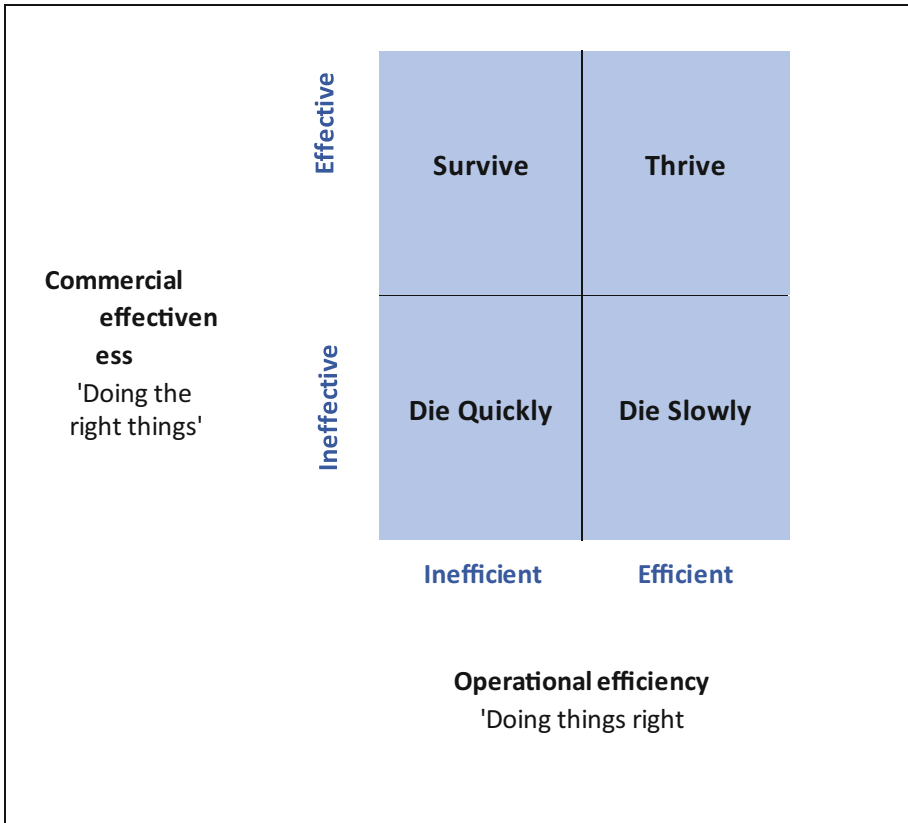 Effective
Survive
Thrive
Commercial
effectiven
ess
'Doing the
right things'
Ineffective
Die Quickly
Die Slowly
Inefficient
Efficient
Operational efficiency
'Doing things right